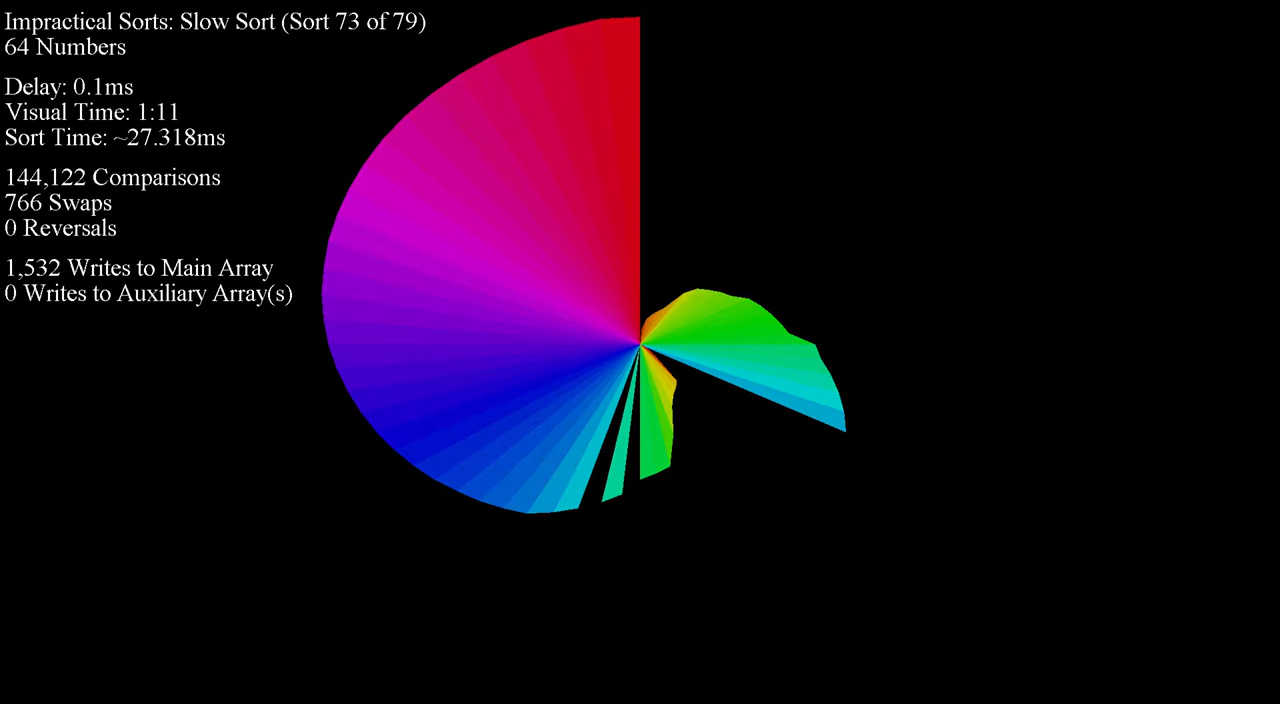 Impractical Sorts: Slow Sort (Sort 73 of 79)
64 Numbers
Delay: 0.1ms
Visual Time: 1:11
Sort Time: ~27.318ms
144,122 Comparisons
766 Swaps
0 Reversals
1,532 Writes to Main Array
0 Writes to Auxiliary Array(s)